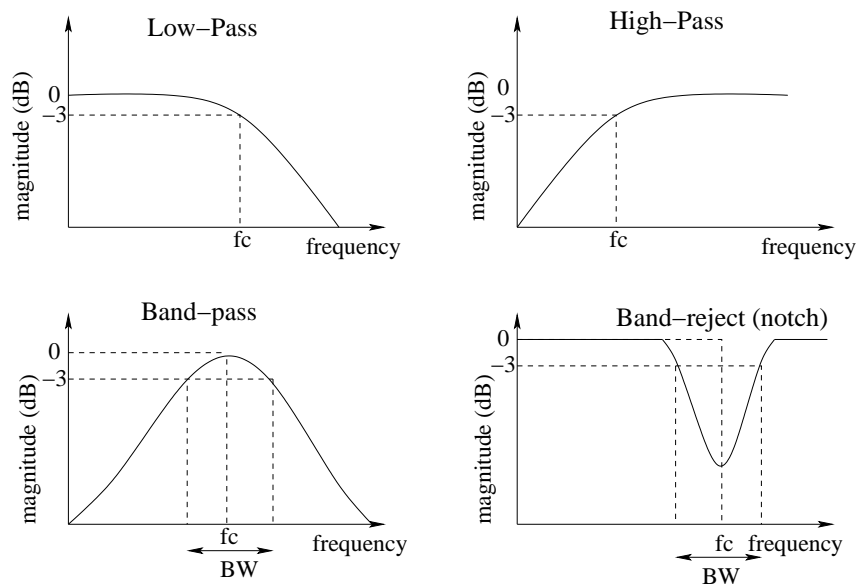 Low–Pass
magnitude (dB)
0
–3
fc
frequency
High–Pass
magnitude (dB)
0
–3
fc
frequency
Band–pass
magnitude (dB)
0
–3
fc
frequency
BW
Band–reject (notch)
magnitude (dB)
0
–3
fc
frequency
BW